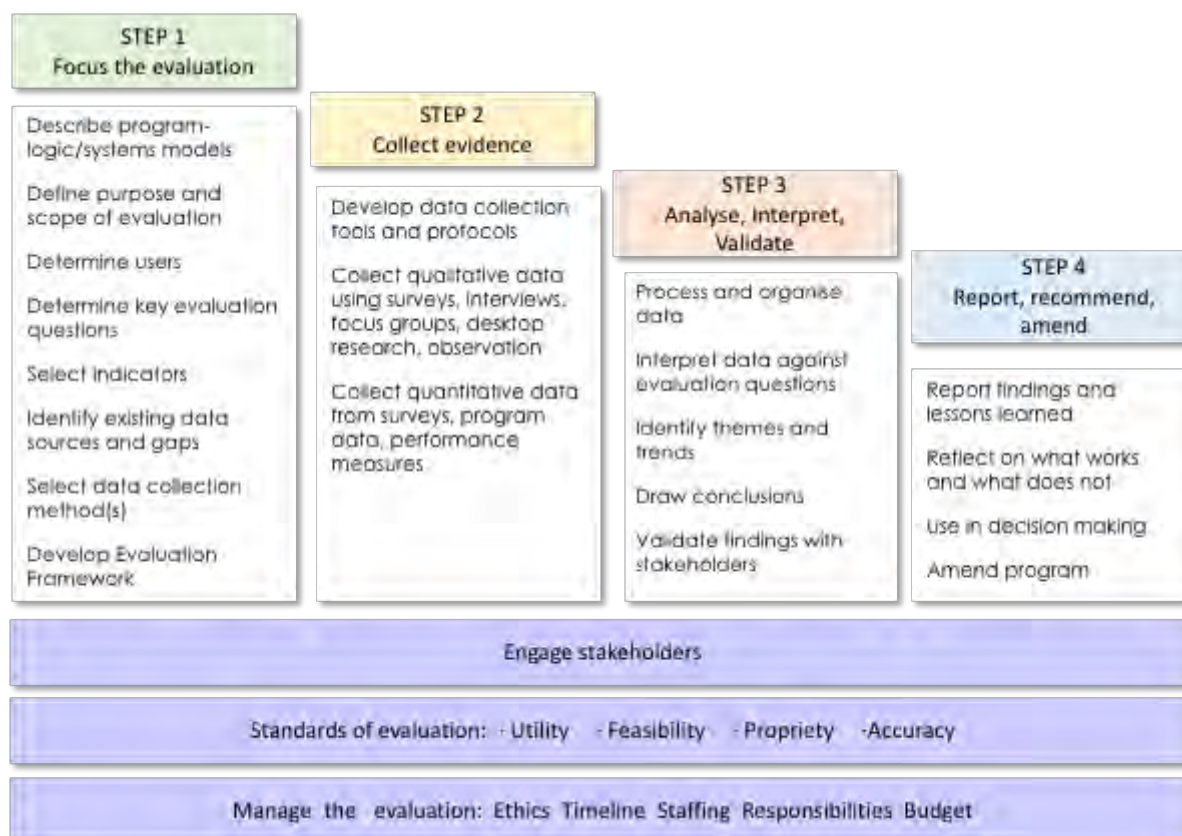 STEP 1
Focus the evaluation
Describe program-
logic/systems models
Define purpose and
scope of evaluation
Determine users
Determine key evaluation
questions
Select indicators
Identify existing data
sources and gaps
Select data collection
method(s)
Develop Evaluation
Framework
STEP 2
Collect evidence
Develop data collection
tools and protocols
Collect qualitative data
using surveys, interviews,
focus groups, desktop
research, observation
Collect quantitative data
from surveys, program
data, performance
measures
STEP 3
Analyse, Interpret,
Validate
Process and organise
data
Interpret data against
evaluation questions
Identify themes and
trends
Draw conclusions
Validate findings with
stakeholders
STEP 4
Report, recommend,
amend
Report findings and
lessons learned
Reflect on what works
and what does not
Use in decision making
Amend program
Engage stakeholders
Standards of evaluation: - Utility - Feasibility - Propriety -Accuracy
Manage the evaluation: Ethics Timeline Staffing Responsibilities Budget